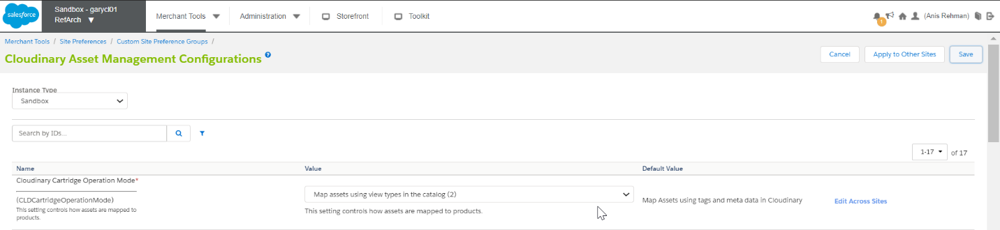 salesforce
Sandbox - garycl01
RefArch ▼
Merchant Tools ▼
Administration ▼
Storefront
Toolkit
1
(Anis Rehman)
Merchant Tools / Site Preferences / Custom Site Preference Groups /
Cloudinary Asset Management Configurations ?
Cancel
Apply to Other Sites
Save
Instance Type
Sandbox
Search by IDs...
1-17 of 17
Name Value Default Value
Cloudinary Cartridge Operation Mode*
(CLDCartridgeOperationMode)
This setting controls how assets are mapped to
products.
Map assets using view types in the catalog (2)
This setting controls how assets are mapped to products.
Map Assets using tags and meta data in Cloudinary
Edit Across Sites